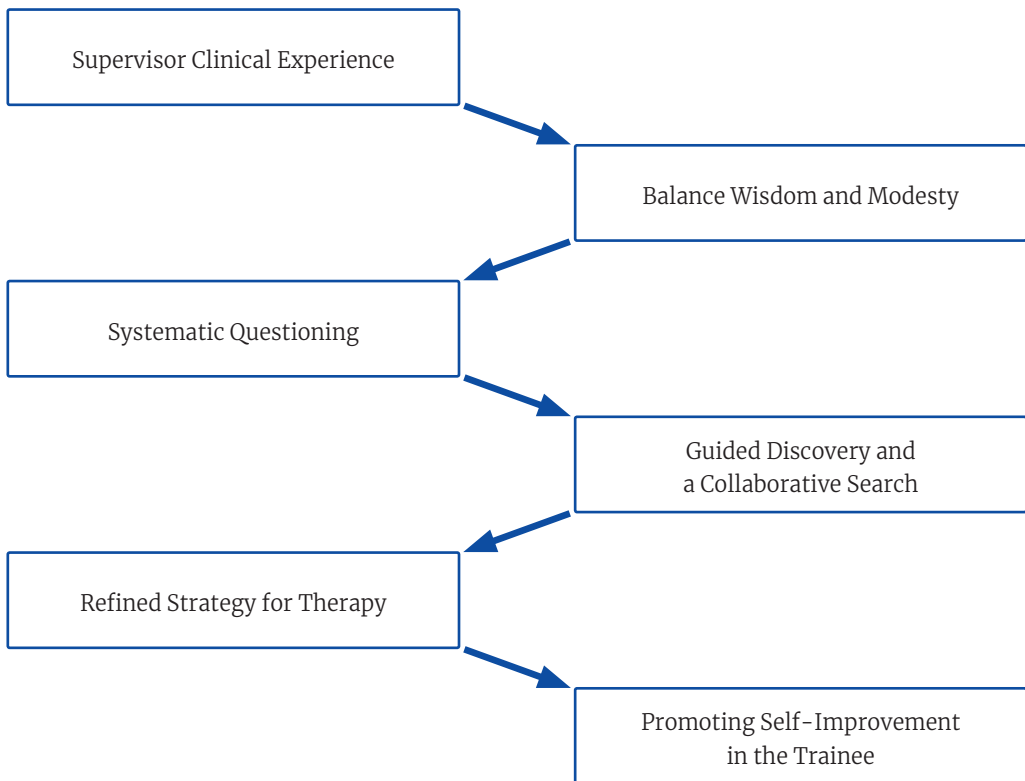 Supervisor Clinical Experience
Balance Wisdom and Modesty
Systematic Questioning
Guided Discovery and
a Collaborative Search
Refined Strategy for Therapy
Promoting Self-Improvement
in the Trainee